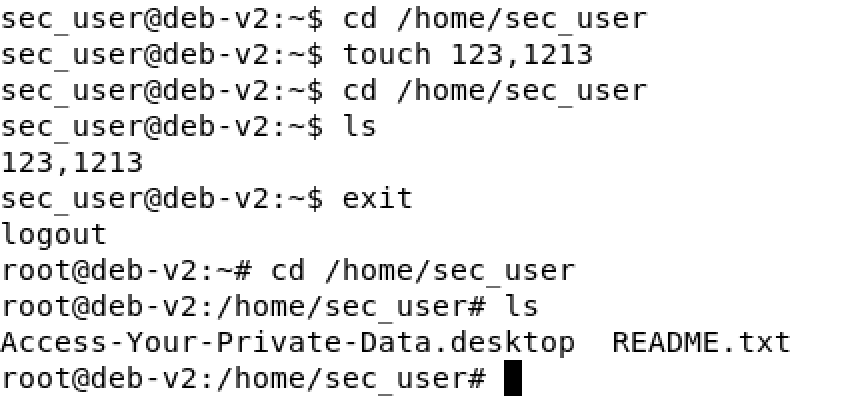 sec_user@deb-v2:~$ cd /home/sec_user
sec_user@deb-v2:~$ touch 123,1213
sec_user@deb-v2:~$ cd /home/sec_user
sec_user@deb-v2:~$ ls
123,1213
sec_user@deb-v2:~$ exit
logout
root@deb-v2:~# cd /home/sec_user
root@deb-v2:/home/sec_user# ls
Access-Your-Private-Data.desktop  README.txt
root@deb-v2:/home/sec_user#